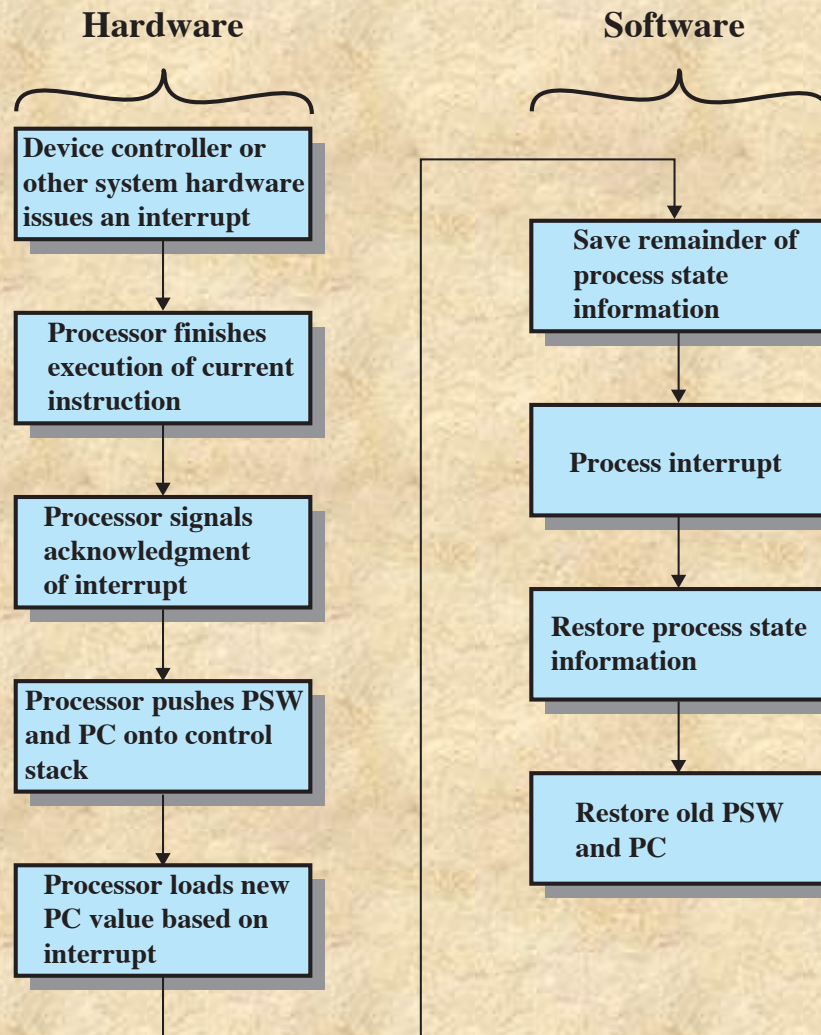 Hardware
Device controller or
other system hardware
issues an interrupt
Processor finishes
execution of current
instruction
Processor signals
acknowledgment
of interrupt
Processor pushes PSW
and PC onto control
stack
Processor loads new
PC value based on
interrupt
Software
Save remainder of
process state
information
Process interrupt
Restore process state
information
Restore old PSW
and PC